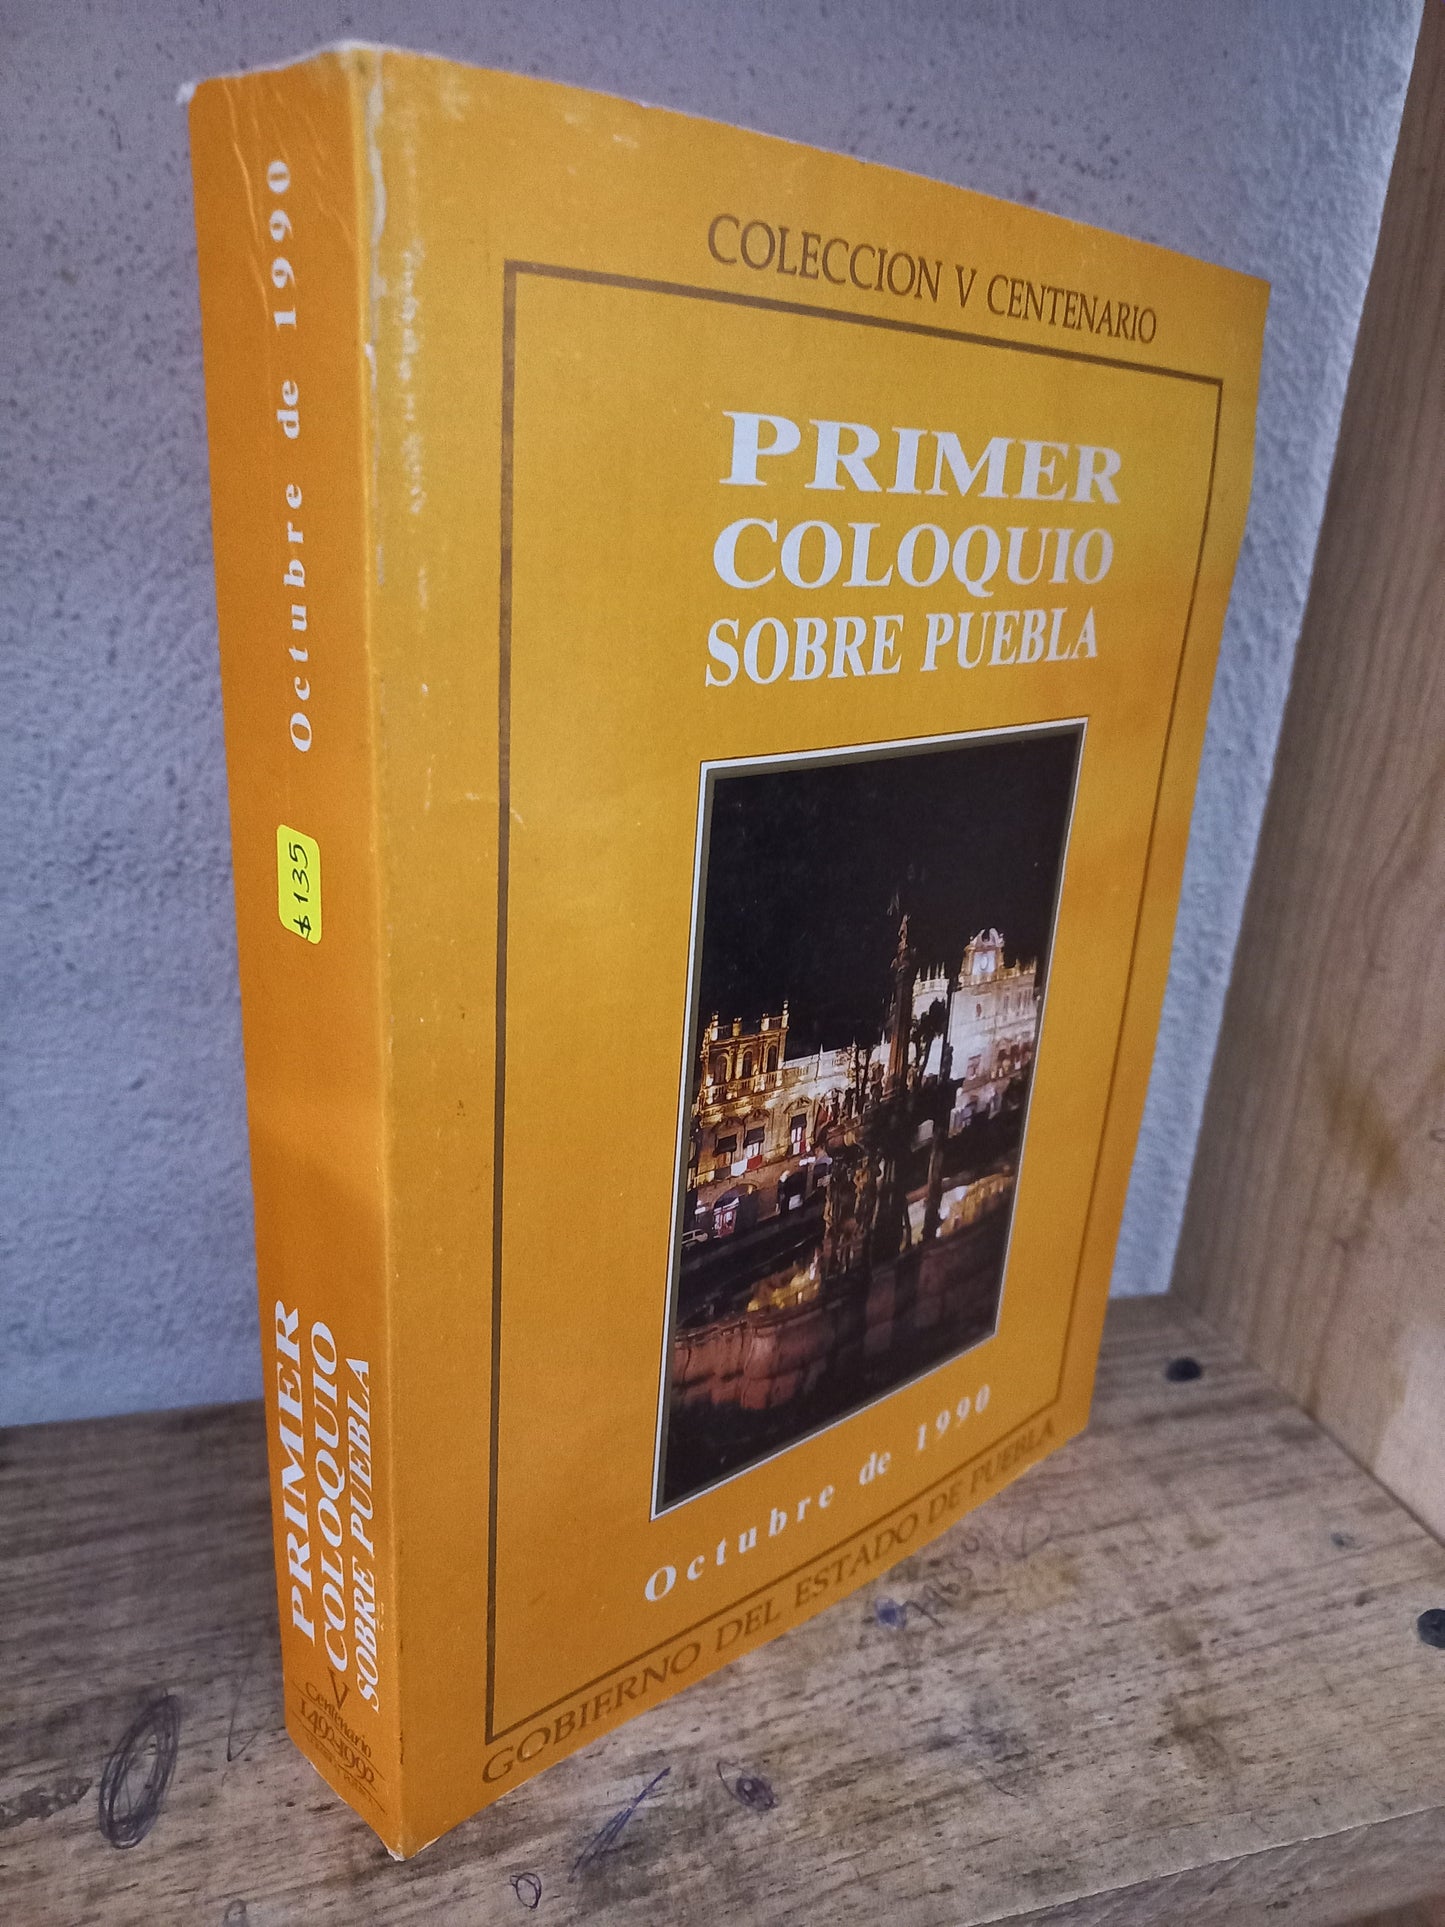 COLECCION V CENTENARIO
PRIMER
COLOQUIO
SOBRE PUEBLA
Octubre de 1990
GOBIERNO DEL ESTADO DE PUEBLA
Octubre de 1990
$135
PRIMER
COLOQUIO
SOBRE PUEBLA
V
Centenario
1492-1992